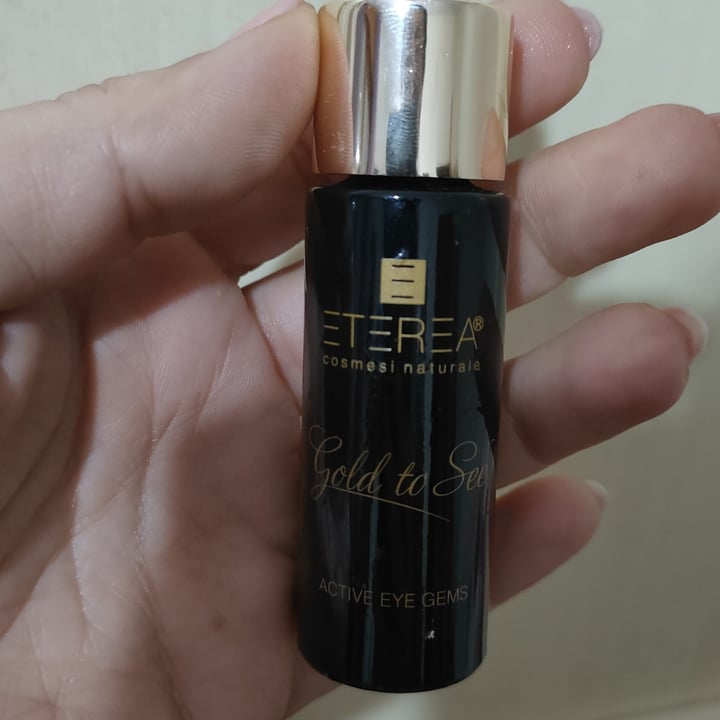 ETEREA®
cosmesi naturale
Gold to See
ACTIVE EYE GEMS